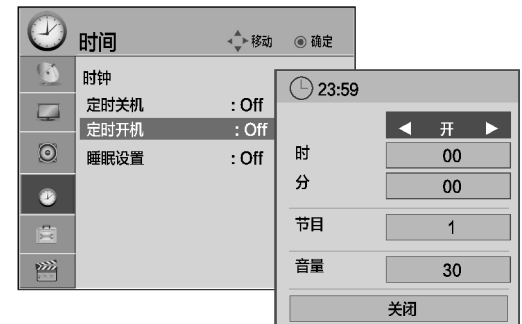 时间 移动 确定
时钟
定时关机 : Off
定时开机 : Off
睡眠设置 : Off
23:59
开
时 00
分 00
节目 1
音量 30
关闭